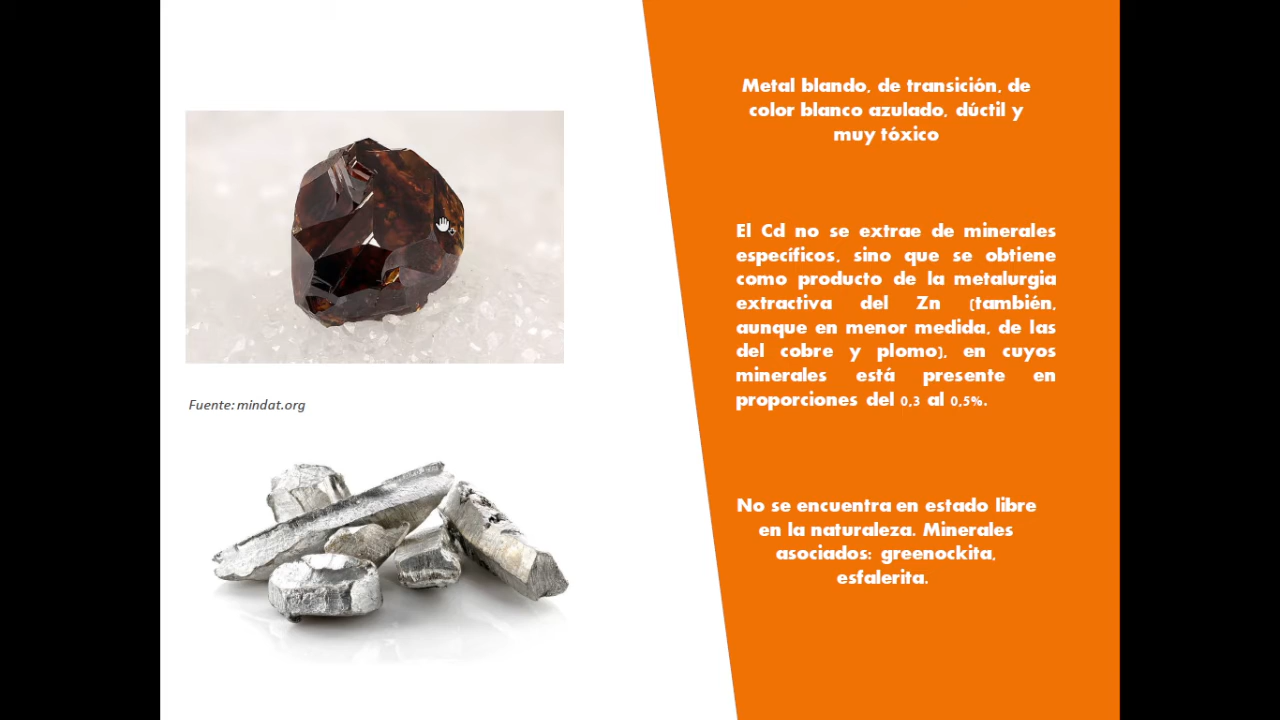 Metal blando, de transición, de
color blanco azulado, dúctil y
muy tóxico
El Cd no se extrae de minerales
específicos, sino que se obtiene
como producto de la metalurgia
extractiva del Zn (también,
aunque en menor medida, de las
del cobre y plomo), en cuyos
minerales está presente en
proporciones del 0,3 al 0,5%.
Fuente: mindat.org
No se encuentra en estado libre
en la naturaleza. Minerales
asociados: greenockita,
esfalerita.